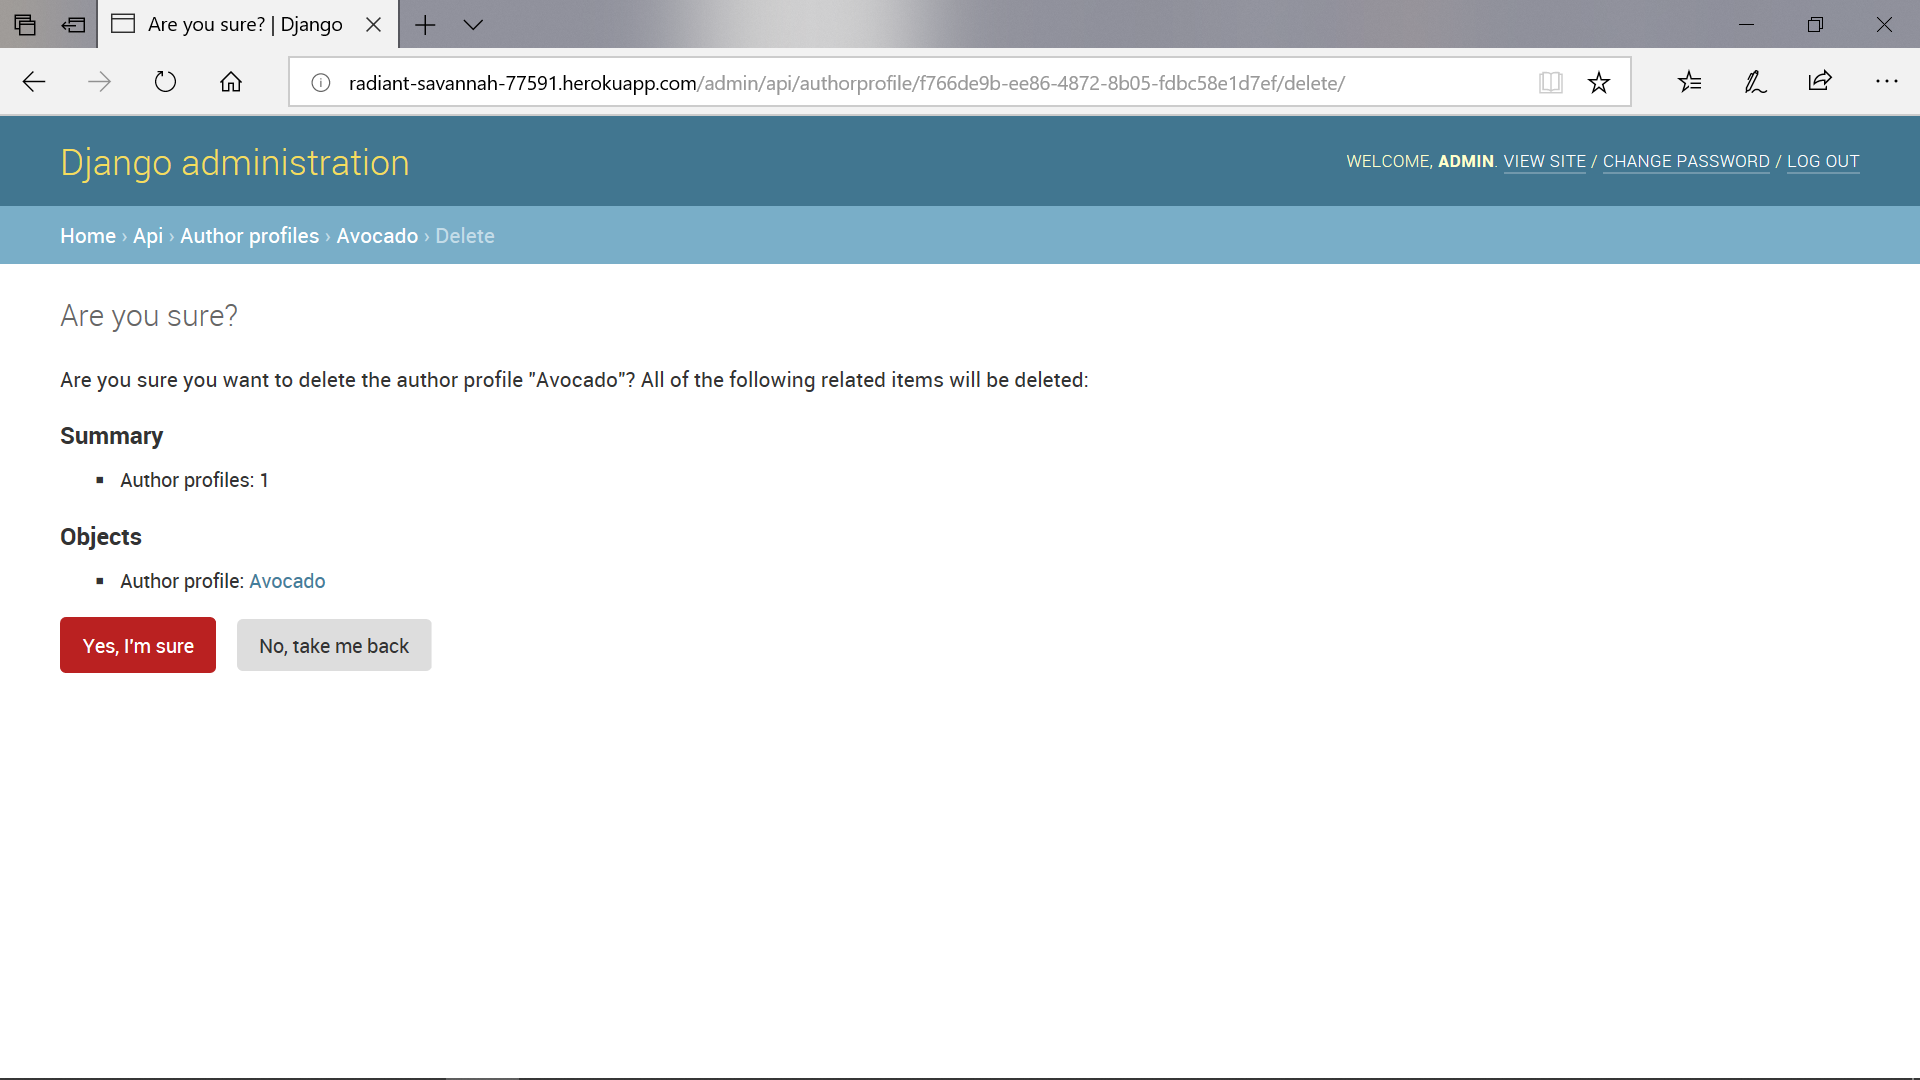 Are you sure? | Django
radiant-savannah-77591.herokuapp.com/admin/api/authorprofile/f766de9b-ee86-4872-8b05-fdbc58e1d7ef/delete/
Django administration
WELCOME, ADMIN. VIEW SITE / CHANGE PASSWORD / LOG OUT
Home › Api › Author profiles › Avocado › Delete
Are you sure?
Are you sure you want to delete the author profile "Avocado"? All of the following related items will be deleted:
Summary
Author profiles: 1
Objects
Author profile: Avocado
Yes, I'm sure
No, take me back